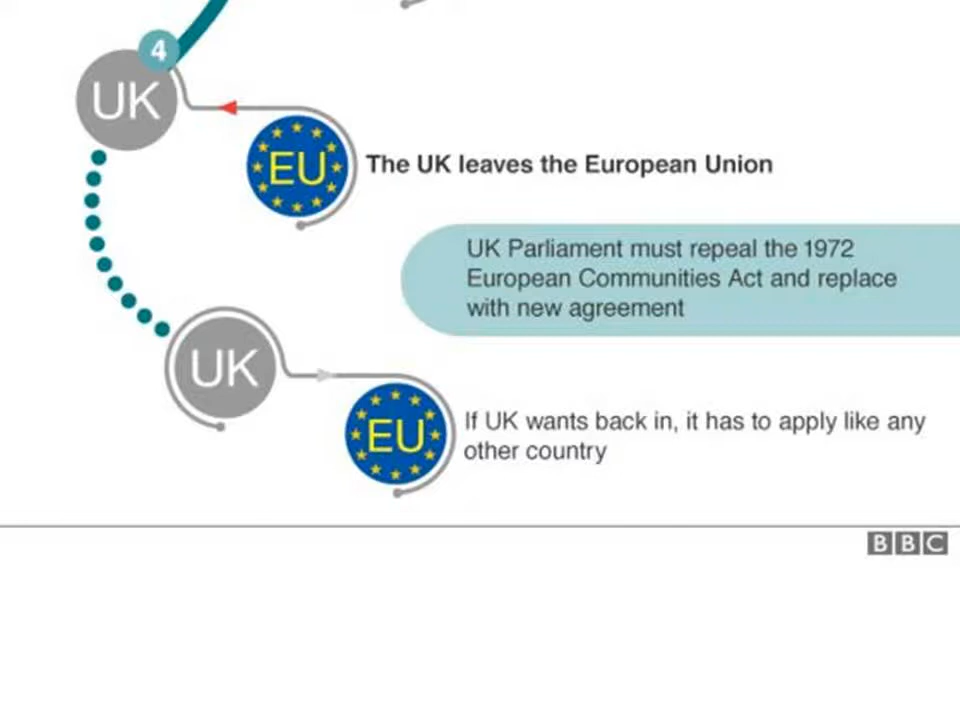 4
UK
EU
The UK leaves the European Union
UK Parliament must repeal the 1972
European Communities Act and replace
with new agreement
UK
EU
If UK wants back in, it has to apply like any
other country
BBC